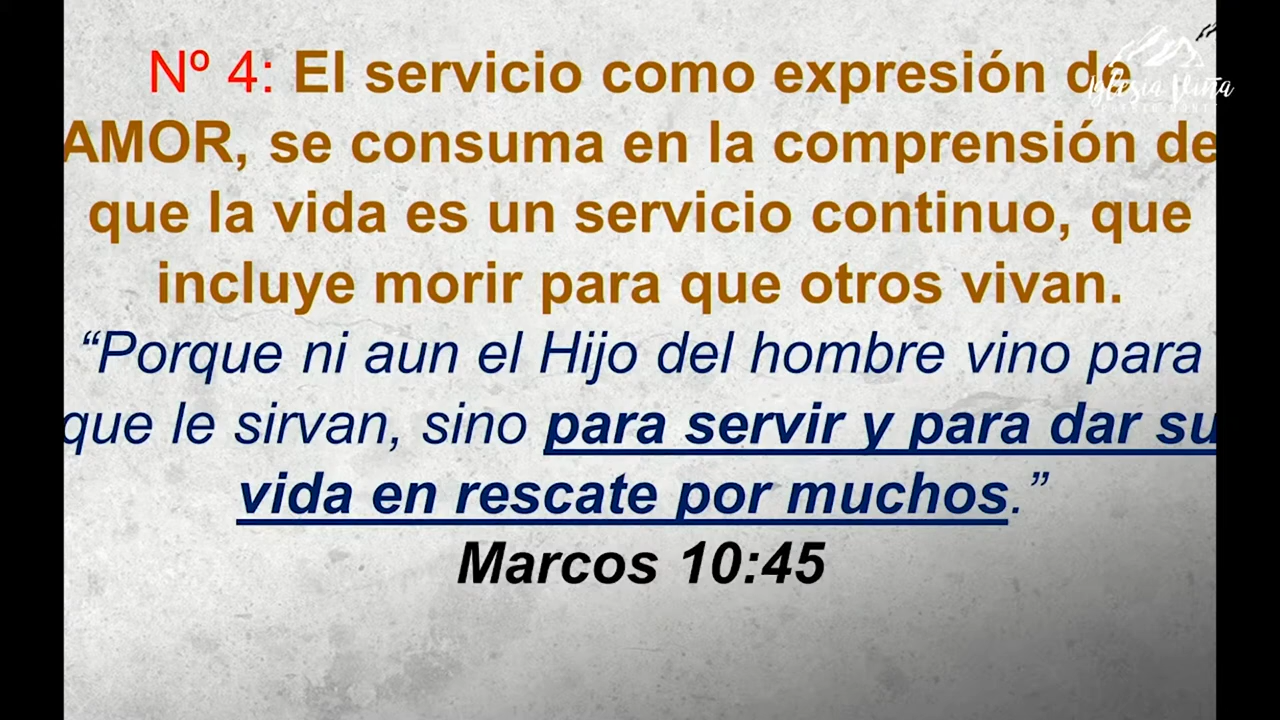 Nº 4: El servicio como expresión de
AMOR, se consuma en la comprensión de
que la vida es un servicio continuo, que
incluye morir para que otros vivan.
“Porque ni aun el Hijo del hombre vino para
que le sirvan, sino para servir y para dar su
vida en rescate por muchos.”
Marcos 10:45
Iglesia Viña